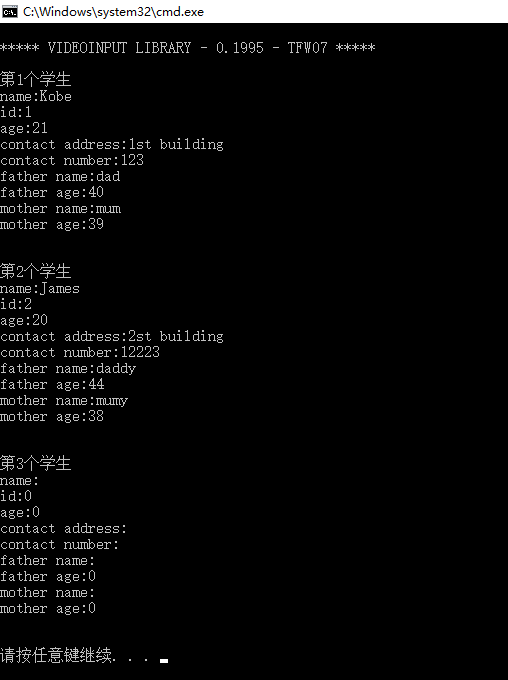 C:\Windows\system32\cmd.exe
***** VIDEOINPUT LIBRARY - 0.1995 - TFW07 *****
第1个学生
name:Kobe
id:1
age:21
contact address:1st building
contact number:123
father name:dad
father age:40
mother name:mum
mother age:39
第2个学生
name:James
id:2
age:20
contact address:2st building
contact number:12223
father name:daddy
father age:44
mother name:mumy
mother age:38
第3个学生
name:
id:0
age:0
contact address:
contact number:
father name:
father age:0
mother name:
mother age:0
请按任意键继续. . .